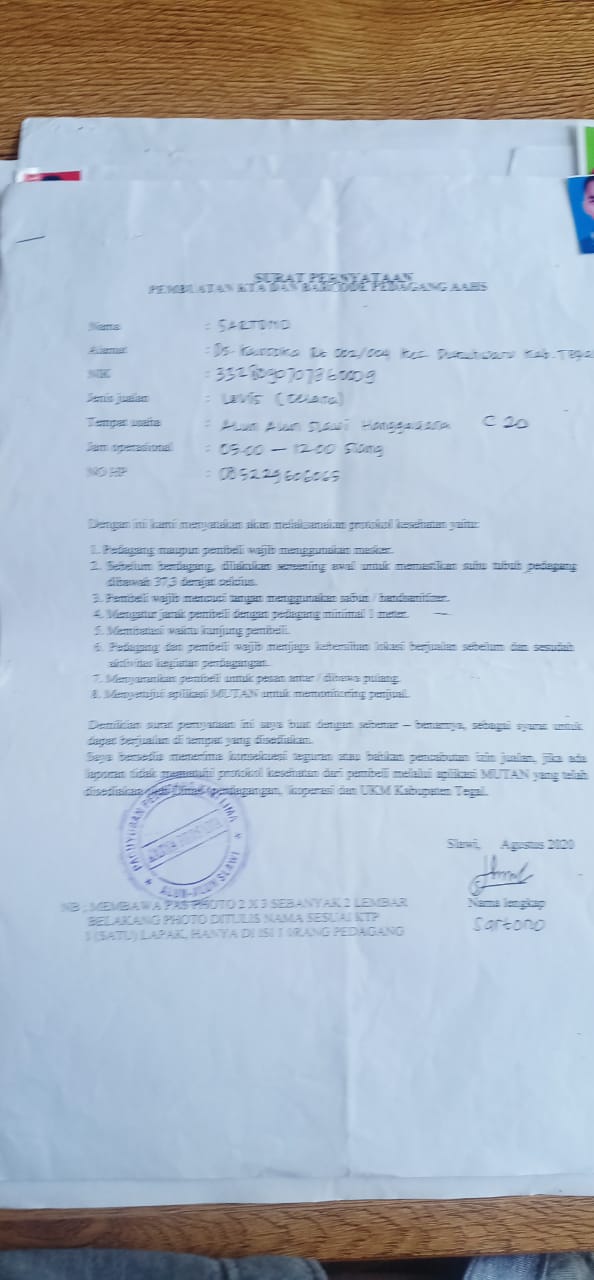 SURAT PERNYATAAN
PEMBUATAN KTA DAN BARCODE PEDAGANG AAHS
Nama : SARTONO
Alamat : Ds. Rt 002/004 Kec. Dukuhwaru Kab. TEGAL
NIK :
Jenis jualan : Levis (Celana)
Tempat usaha : Alun Alun Slawi Hanggawana C 20
Jam operasional : 05.00 – 12.00 Siang
NO HP : 085229606065
Dengan ini kami menyatakan akan melaksanakan protokol kesehatan yaitu:
1. Pedagang maupun pembeli wajib menggunakan masker.
2. Sebelum berdagang, dilakukan screening awal untuk memastikan suhu tubuh pedagang
dibawah 37,3 derajat celcius.
3. Pembeli wajib mencuci tangan menggunakan sabun / handsanitizer.
4. Mengatur jarak pembeli dengan pedagang minimal 1 meter.
5. Membatasi waktu kunjung pembeli.
6. Pedagang dan pembeli wajib menjaga kebersihan lokasi berjualan sebelum dan sesudah
aktivitas kegiatan perdagangan.
7. Menyarankan pembeli untuk pesan antar / dibawa pulang.
8. Menyetujui aplikasi MUTAN untuk memonitoring penjual.
Demikian surat pernyataan ini saya buat dengan sebenar – benarnya, sebagai syarat untuk
dapat berjualan di tempat yang disediakan.
Saya bersedia menerima konsekuesi teguran atau bahkan pencabutan izin jualan, jika ada
laporan tidak mematuhi protokol kesehatan dari pembeli melalui aplikasi MUTAN yang telah
disediakan oleh Dinas Perdagangan, Koperasi dan UKM Kabupaten Tegal.
PAGUYUBAN PEDAGANG KAKI LIMA
ALUN-ALUN SLAWI
Slawi, Agustus 2020
Nama lengkap
Sartono
NB : MEMBAWA PAS PHOTO 2 X 3 SEBANYAK 2 LEMBAR
BELAKANG PHOTO DITULIS NAMA SESUAI KTP
1 (SATU) LAPAK, HANYA DI ISI 1 0RANG PEDAGANG